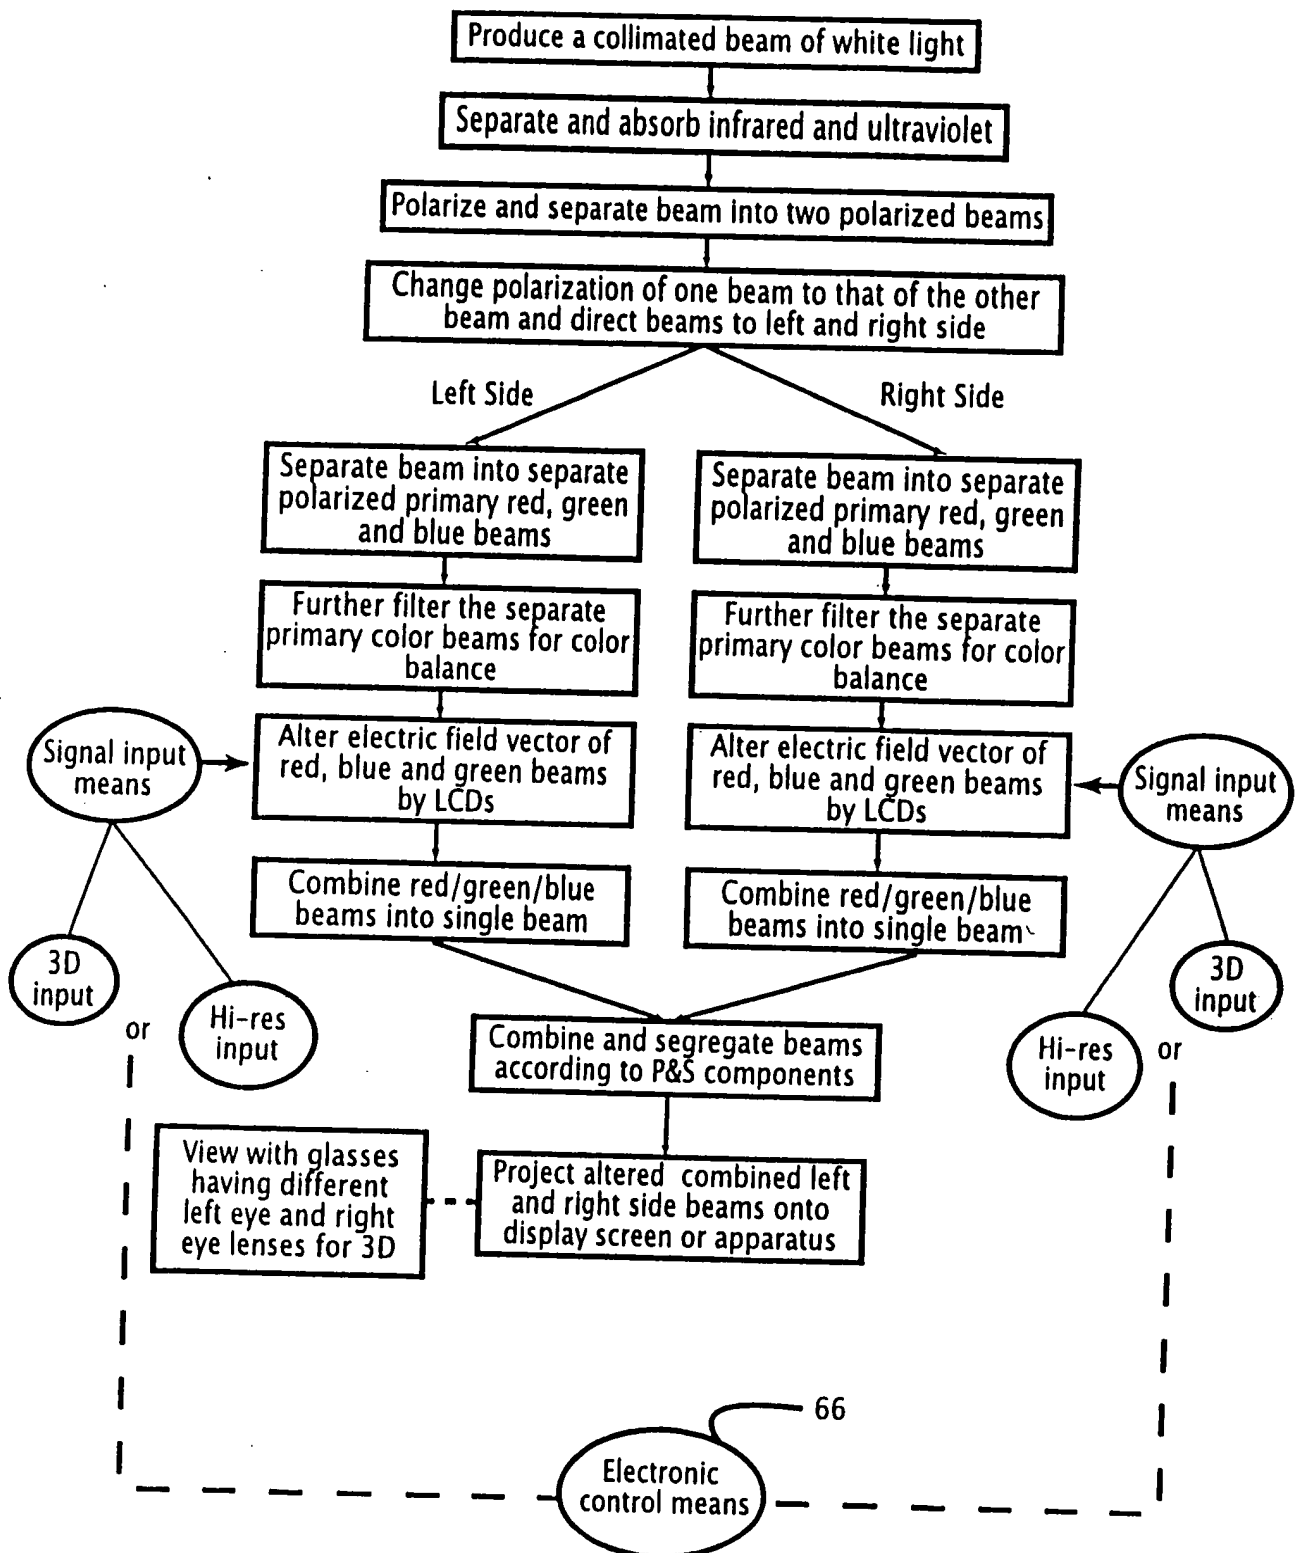 Produce a collimated beam of white light
Separate and absorb infrared and ultraviolet
Polarize and separate beam into two polarized beams
Change polarization of one beam to that of the other
beam and direct beams to left and right side
Left Side
Right Side
Separate beam into separate
polarized primary red, green
and blue beams
Separate beam into separate
polarized primary red, green
and blue beams
Further filter the separate
primary color beams for color
balance
Further filter the separate
primary color beams for color
balance
Signal input
means
Alter electric field vector of
red, blue and green beams
by LCDs
Alter electric field vector of
red, blue and green beams
by LCDs
Signal input
means
Combine red/green/blue
beams into single beam
Combine red/green/blue
beams into single beam
3D
input
or
Hi-res
input
Hi-res
input
or
3D
input
Combine and segregate beams
according to P&S components
View with glasses
having different
left eye and right
eye lenses for 3D
Project altered combined left
and right side beams onto
display screen or apparatus
66
Electronic
control means